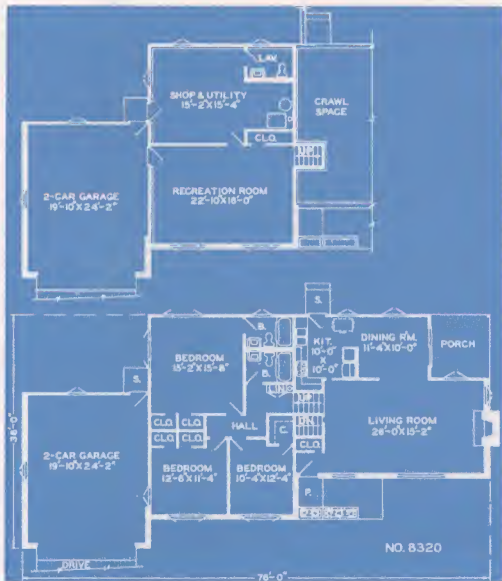 LAV.
SHOP & UTILITY
15'-2"X15'-4"
CRAWL
SPACE
CLO.
UP
2-CAR GARAGE
19'-10"X24'-2"
RECREATION ROOM
22'-10"X16'-0"
S.
B.
KIT.
10'-0"
X
10'-0"
DINING RM.
11'-4"X10'-0"
PORCH
BEDROOM
15'-2"X15'-8"
B.
S.
LIN.
UP
CLO.
CLO.
HALL
C.
DN.
LIVING ROOM
26'-0"X15'-2"
CLO.
CLO.
CLO.
2-CAR GARAGE
19'-10"X24'-2"
BEDROOM
12'-6"X11'-4"
BEDROOM
10'-4"X12'-4"
P.
NO. 8320
DRIVE
76'-0"